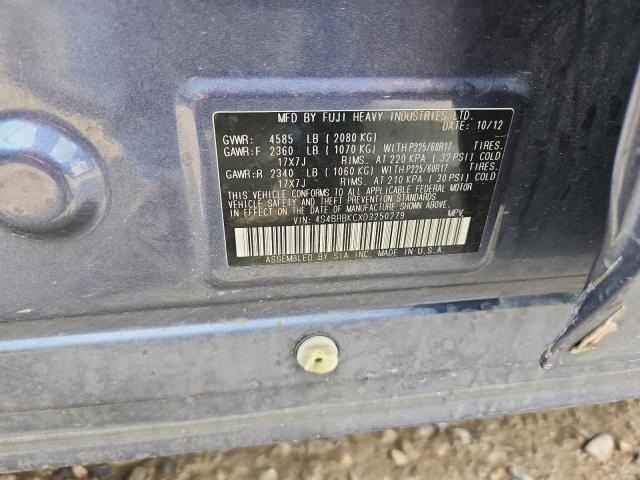 MFD BY FUJI HEAVY INDUSTRIES LTD.
DATE: 10/12
GVWR: 4585 LB (2080 KG)
GAWR:F 2360 LB (1070 KG) WITH P225/60R17 TIRES.
17X7J RIMS. AT 220 KPA (32 PSI) COLD
GAWR:R 2340 LB (1060 KG) WITH P225/60R17 TIRES.
17X7J RIMS. AT 210 KPA (30 PSI) COLD
THIS VEHICLE CONFORMS TO ALL APPLICABLE FEDERAL MOTOR
VEHICLE SAFETY AND THEFT PREVENTION STANDARDS
IN EFFECT ON THE DATE OF MANUFACTURE SHOWN ABOVE.
VIN: 4S4BRBKCXD3250279 MPV
ASSEMBLED BY SIA INC. MADE IN U.S.A.